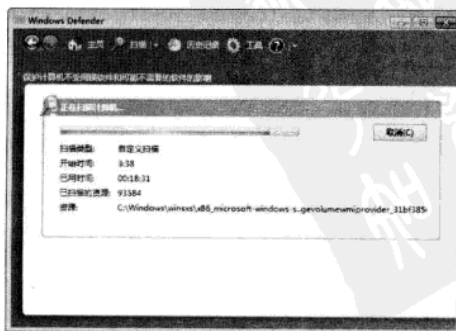 Windows Defender
主页 扫描 历史记录 工具
保护计算机不受间谍软件和可能不需要的软件的影响
正在扫描计算机...
取消(C)
扫描类型: 自定义扫描
开始时间: 3:38
已用时间: 00:18:31
已扫描的资源: 93584
资源: C:\Windows\winsxs\x86_microsoft-windows-s..gevolumewmiprovider_31bf385